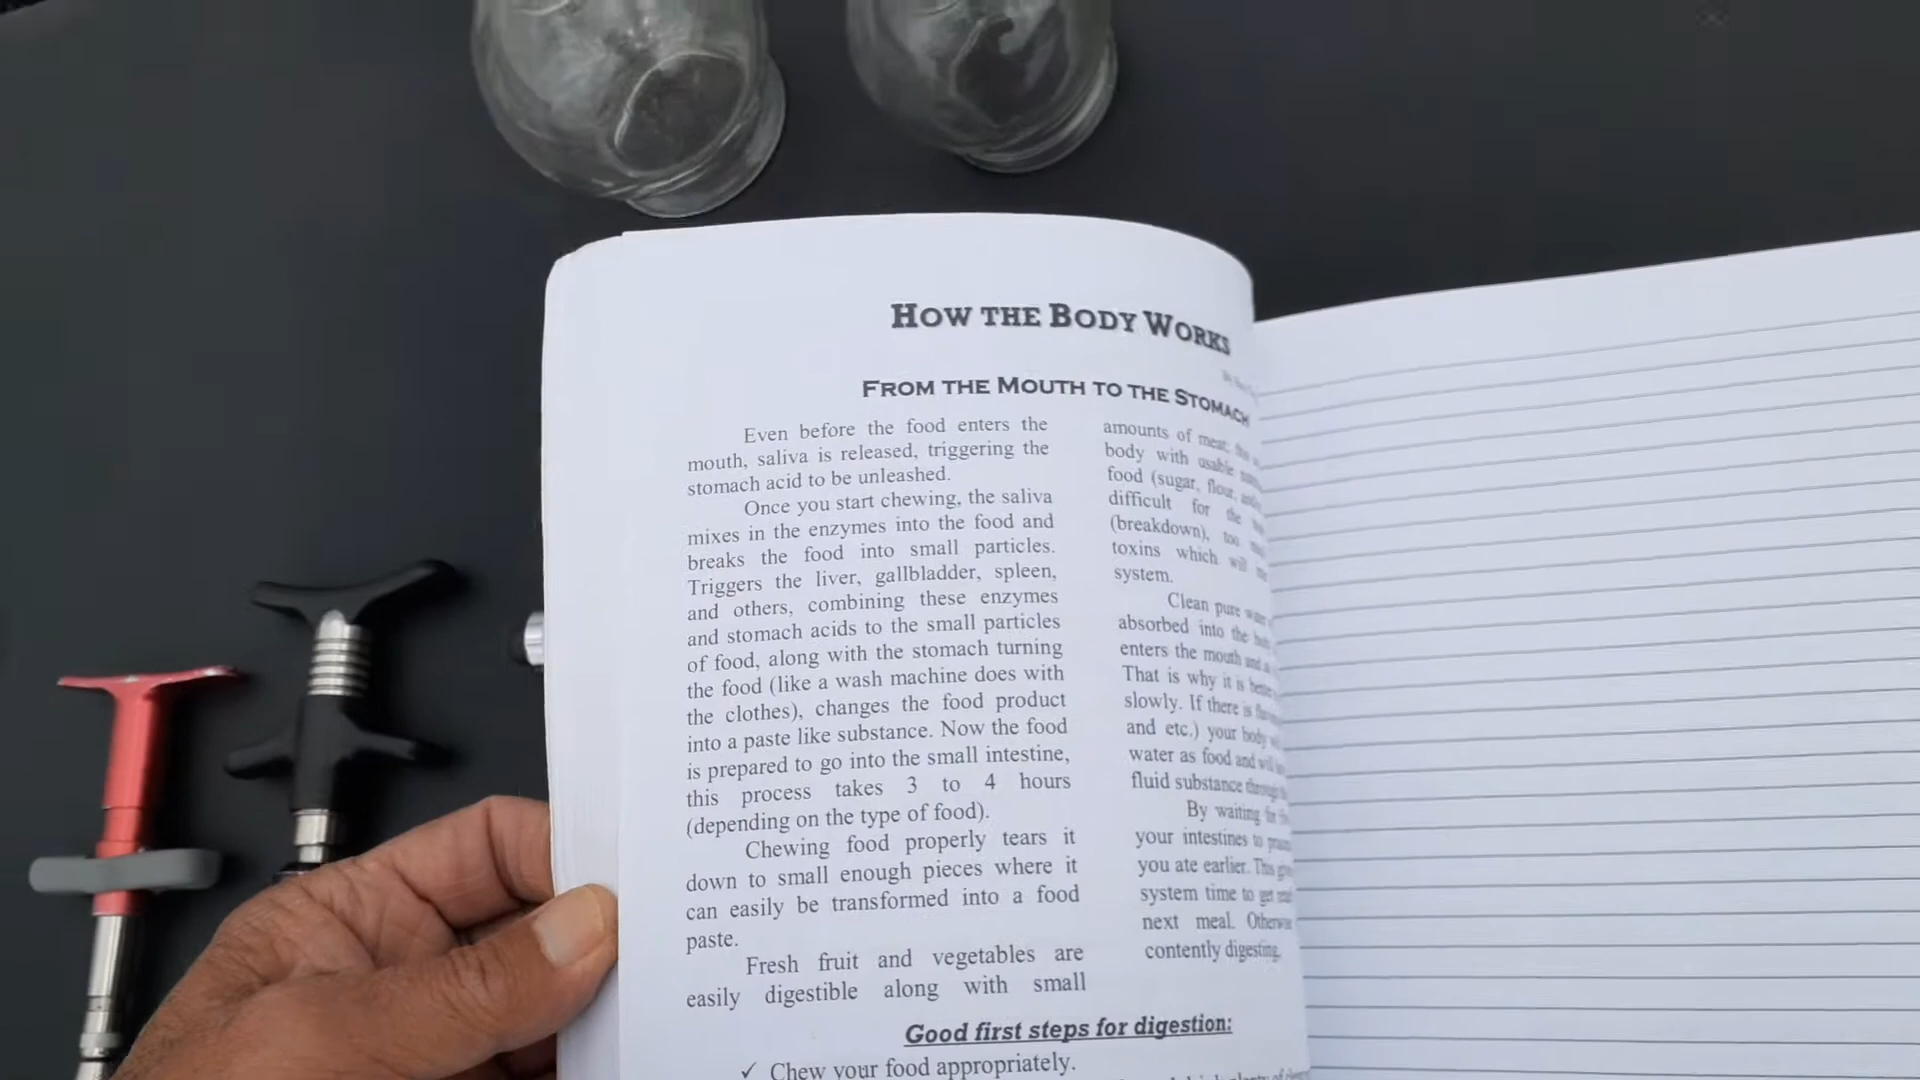 HOW THE BODY WORKS
FROM THE MOUTH TO THE STOMACH
Even before the food enters the
mouth, saliva is released, triggering the
stomach acid to be unleashed.
Once you start chewing, the saliva
mixes in the enzymes into the food and
breaks the food into small particles.
Triggers the liver, gallbladder, spleen,
and others, combining these enzymes
and stomach acids to the small particles
of food, along with the stomach turning
the food (like a wash machine does with
the clothes), changes the food product
into a paste like substance. Now the food
is prepared to go into the small intestine,
this process takes 3 to 4 hours
(depending on the type of food).
Chewing food properly tears it
down to small enough pieces where it
can easily be transformed into a food
paste.
Fresh fruit and vegetables are
easily digestible along with small
amounts of meat;
body with usable
food (sugar, flour,
difficult for the
(breakdown), too
toxins which will
system.
Clean pure
absorbed into the
enters the mouth and
That is why it is
slowly. If there is
and etc.) your body
water as food and will
fluid substance through
By waiting for
your intestines to
you ate earlier. This
system time to get
next meal.
contently digesting.
Good first steps for digestion:
✓ Chew your food appropriately.